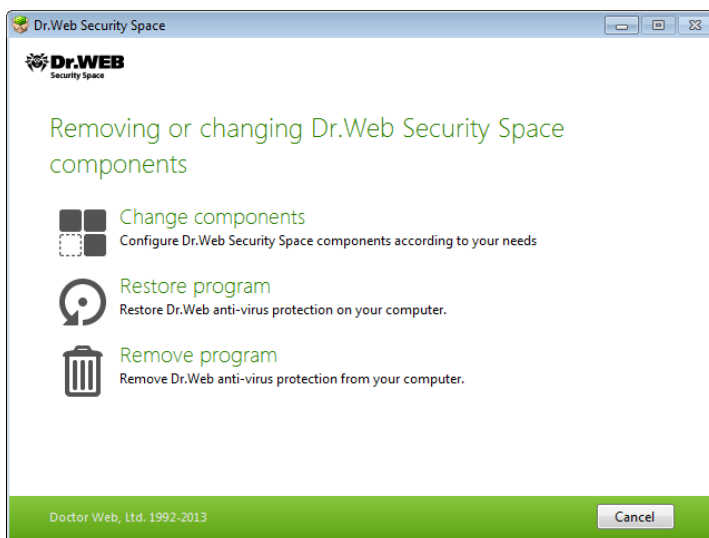 Dr.Web Security Space
Dr.WEB
Security Space
Removing or changing Dr.Web Security Space
components
Change components
Configure Dr.Web Security Space components according to your needs
Restore program
Restore Dr.Web anti-virus protection on your computer.
Remove program
Remove Dr.Web anti-virus protection from your computer.
Doctor Web, Ltd. 1992-2013
Cancel